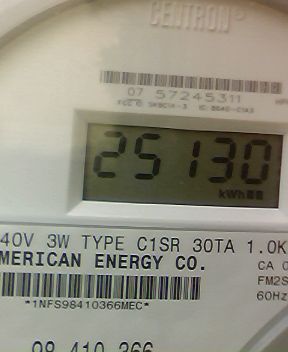 CENTRON®
07 57245311
25130
kWh
40V 3W TYPE C1SR 30TA 1.0K
MERICAN ENERGY CO.
CA 0
FM2S
60Hz
*1NFS98410366MEC*
98 410 366